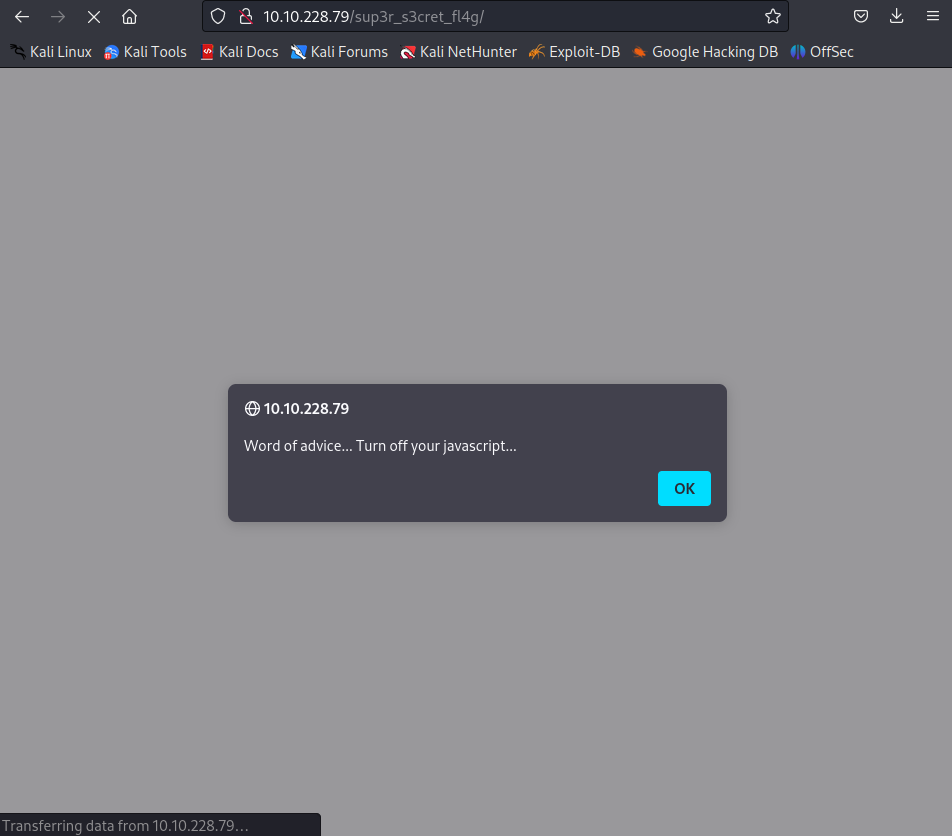 10.10.228.79/sup3r_s3cret_fl4g/
Kali Linux Kali Tools Kali Docs Kali Forums Kali NetHunter Exploit-DB Google Hacking DB OffSec
10.10.228.79
Word of advice... Turn off your javascript...
OK
Transferring data from 10.10.228.79…